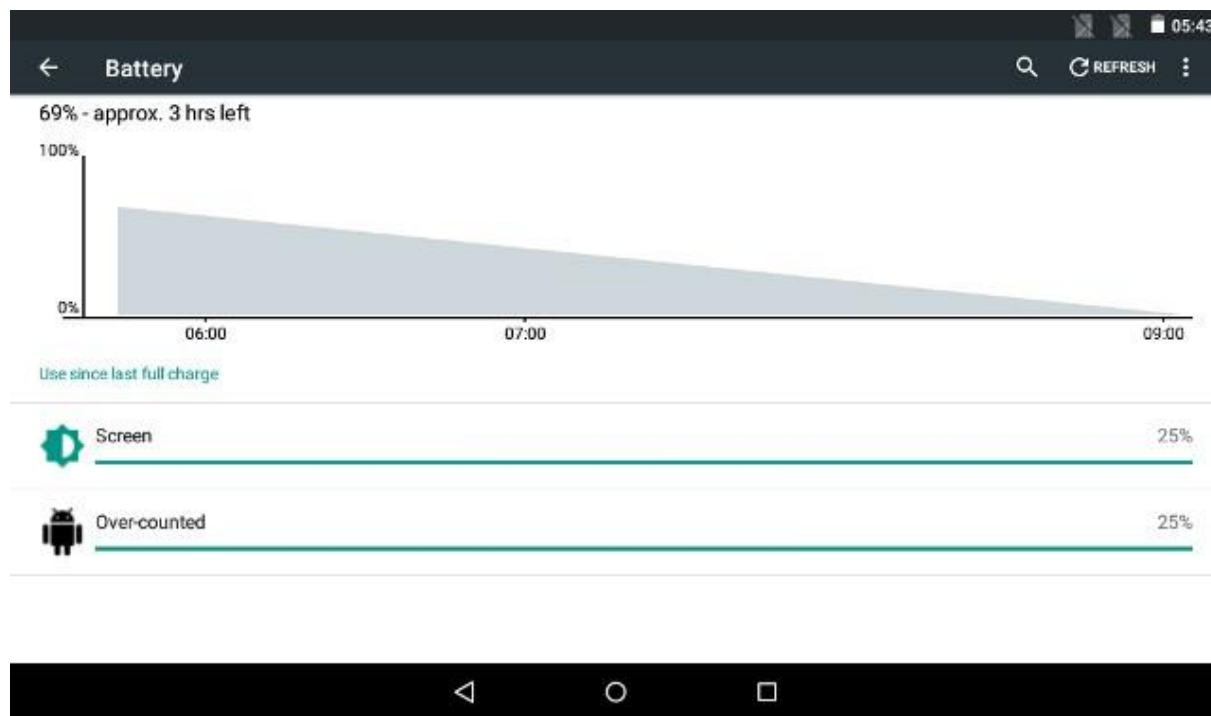 05:43
Battery
REFRESH
69% - approx. 3 hrs left
100%
0%
06:00 07:00 09:00
Use since last full charge
Screen 25%
Over-counted 25%